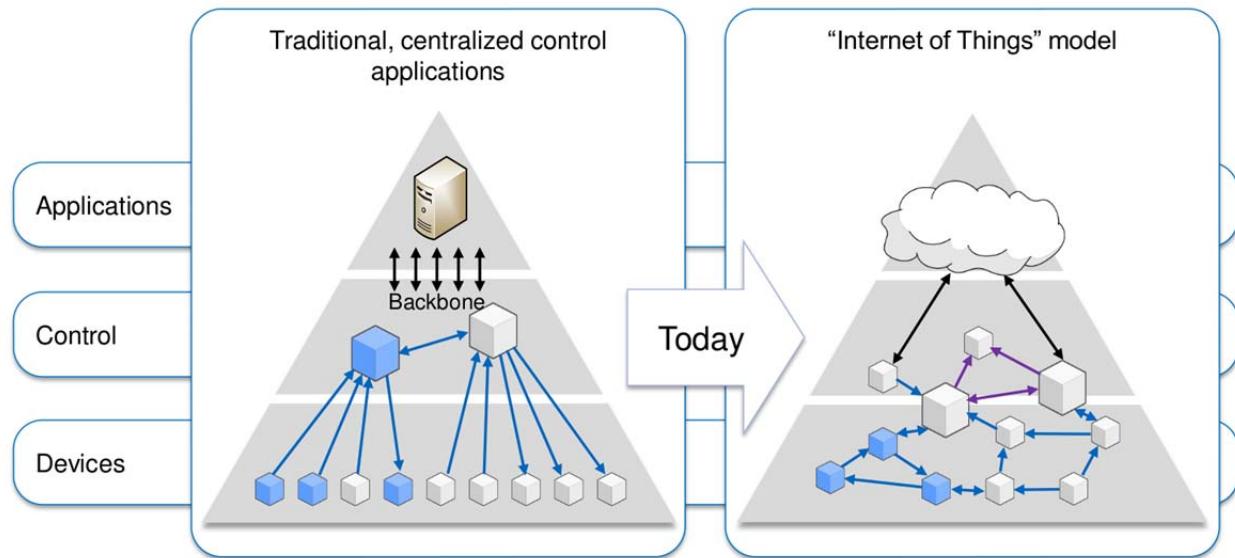 Traditional, centralized control
applications
“Internet of Things” model
Applications
Backbone
Control
Today
Devices